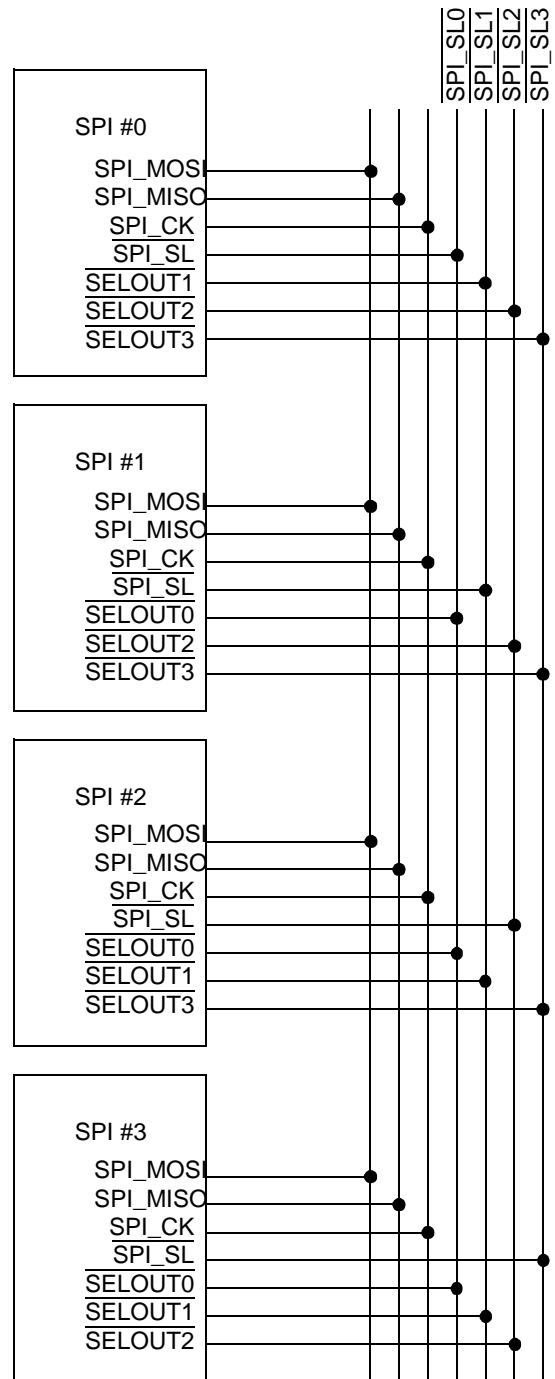 SPI_SL0
SPI_SL1
SPI_SL2
SPI_SL3
SPI #0
SPI_MOSI
SPI_MISO
SPI_CK
SPI_SL
SELOUT1
SELOUT2
SELOUT3
SPI #1
SPI_MOSI
SPI_MISO
SPI_CK
SPI_SL
SELOUT0
SELOUT2
SELOUT3
SPI #2
SPI_MOSI
SPI_MISO
SPI_CK
SPI_SL
SELOUT0
SELOUT1
SELOUT3
SPI #3
SPI_MOSI
SPI_MISO
SPI_CK
SPI_SL
SELOUT0
SELOUT1
SELOUT2